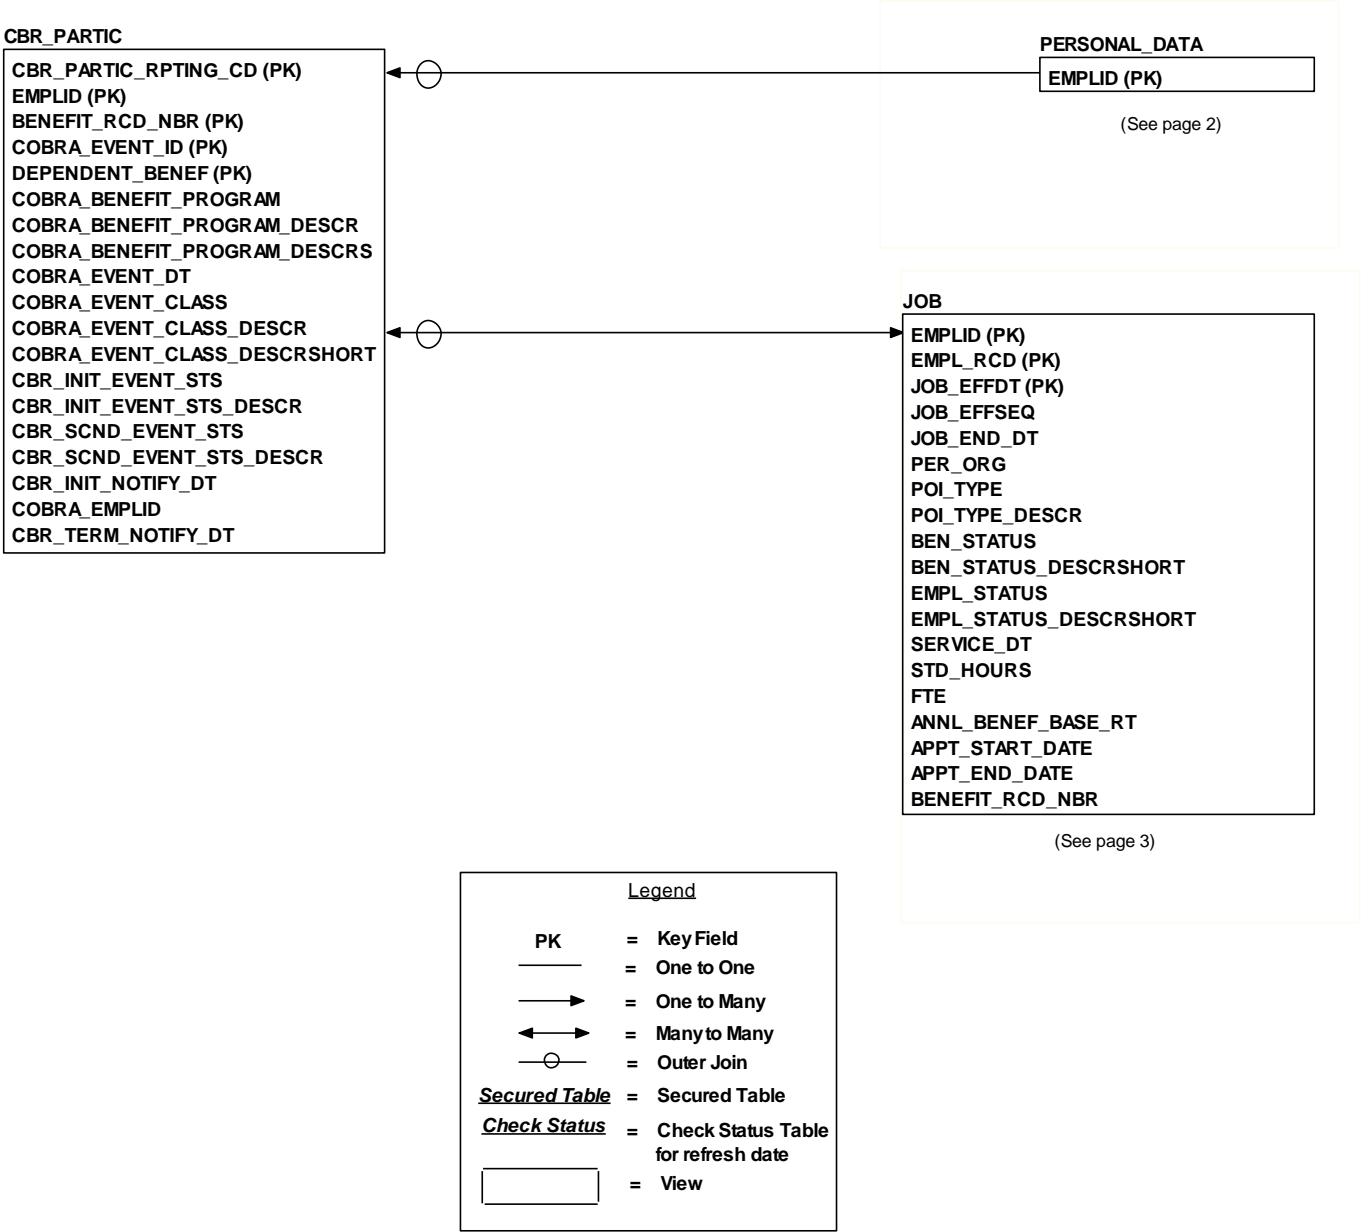 CBR_PARTIC
CBR_PARTIC_RPTING_CD (PK)
EMPLID (PK)
BENEFIT_RCD_NBR (PK)
COBRA_EVENT_ID (PK)
DEPENDENT_BENEF (PK)
COBRA_BENEFIT_PROGRAM
COBRA_BENEFIT_PROGRAM_DESCR
COBRA_BENEFIT_PROGRAM_DESCRS
COBRA_EVENT_DT
COBRA_EVENT_CLASS
COBRA_EVENT_CLASS_DESCR
COBRA_EVENT_CLASS_DESCRSHORT
CBR_INIT_EVENT_STS
CBR_INIT_EVENT_STS_DESCR
CBR_SCND_EVENT_STS
CBR_SCND_EVENT_STS_DESCR
CBR_INIT_NOTIFY_DT
COBRA_EMPLID
CBR_TERM_NOTIFY_DT
PERSONAL_DATA
EMPLID (PK)
(See page 2)
JOB
EMPLID (PK)
EMPL_RCD (PK)
JOB_EFFDT (PK)
JOB_EFFSEQ
JOB_END_DT
PER_ORG
POI_TYPE
POI_TYPE_DESCR
BEN_STATUS
BEN_STATUS_DESCRSHORT
EMPL_STATUS
EMPL_STATUS_DESCRSHORT
SERVICE_DT
STD_HOURS
FTE
ANNL_BENEF_BASE_RT
APPT_START_DATE
APPT_END_DATE
BENEFIT_RCD_NBR
(See page 3)
Legend
PK = Key Field
= One to One
= One to Many
= Many to Many
= Outer Join
Secured Table = Secured Table
Check Status = Check Status Table
for refresh date
= View